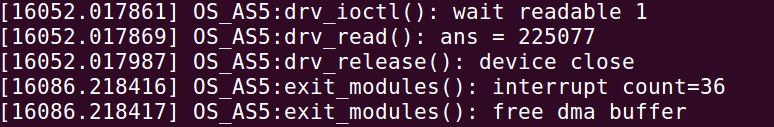 [16052.017861] OS_AS5:drv_ioctl(): wait readable 1
[16052.017869] OS_AS5:drv_read(): ans = 225077
[16052.017987] OS_AS5:drv_release(): device close
[16086.218416] OS_AS5:exit_modules(): interrupt count=36
[16086.218417] OS_AS5:exit_modules(): free dma buffer